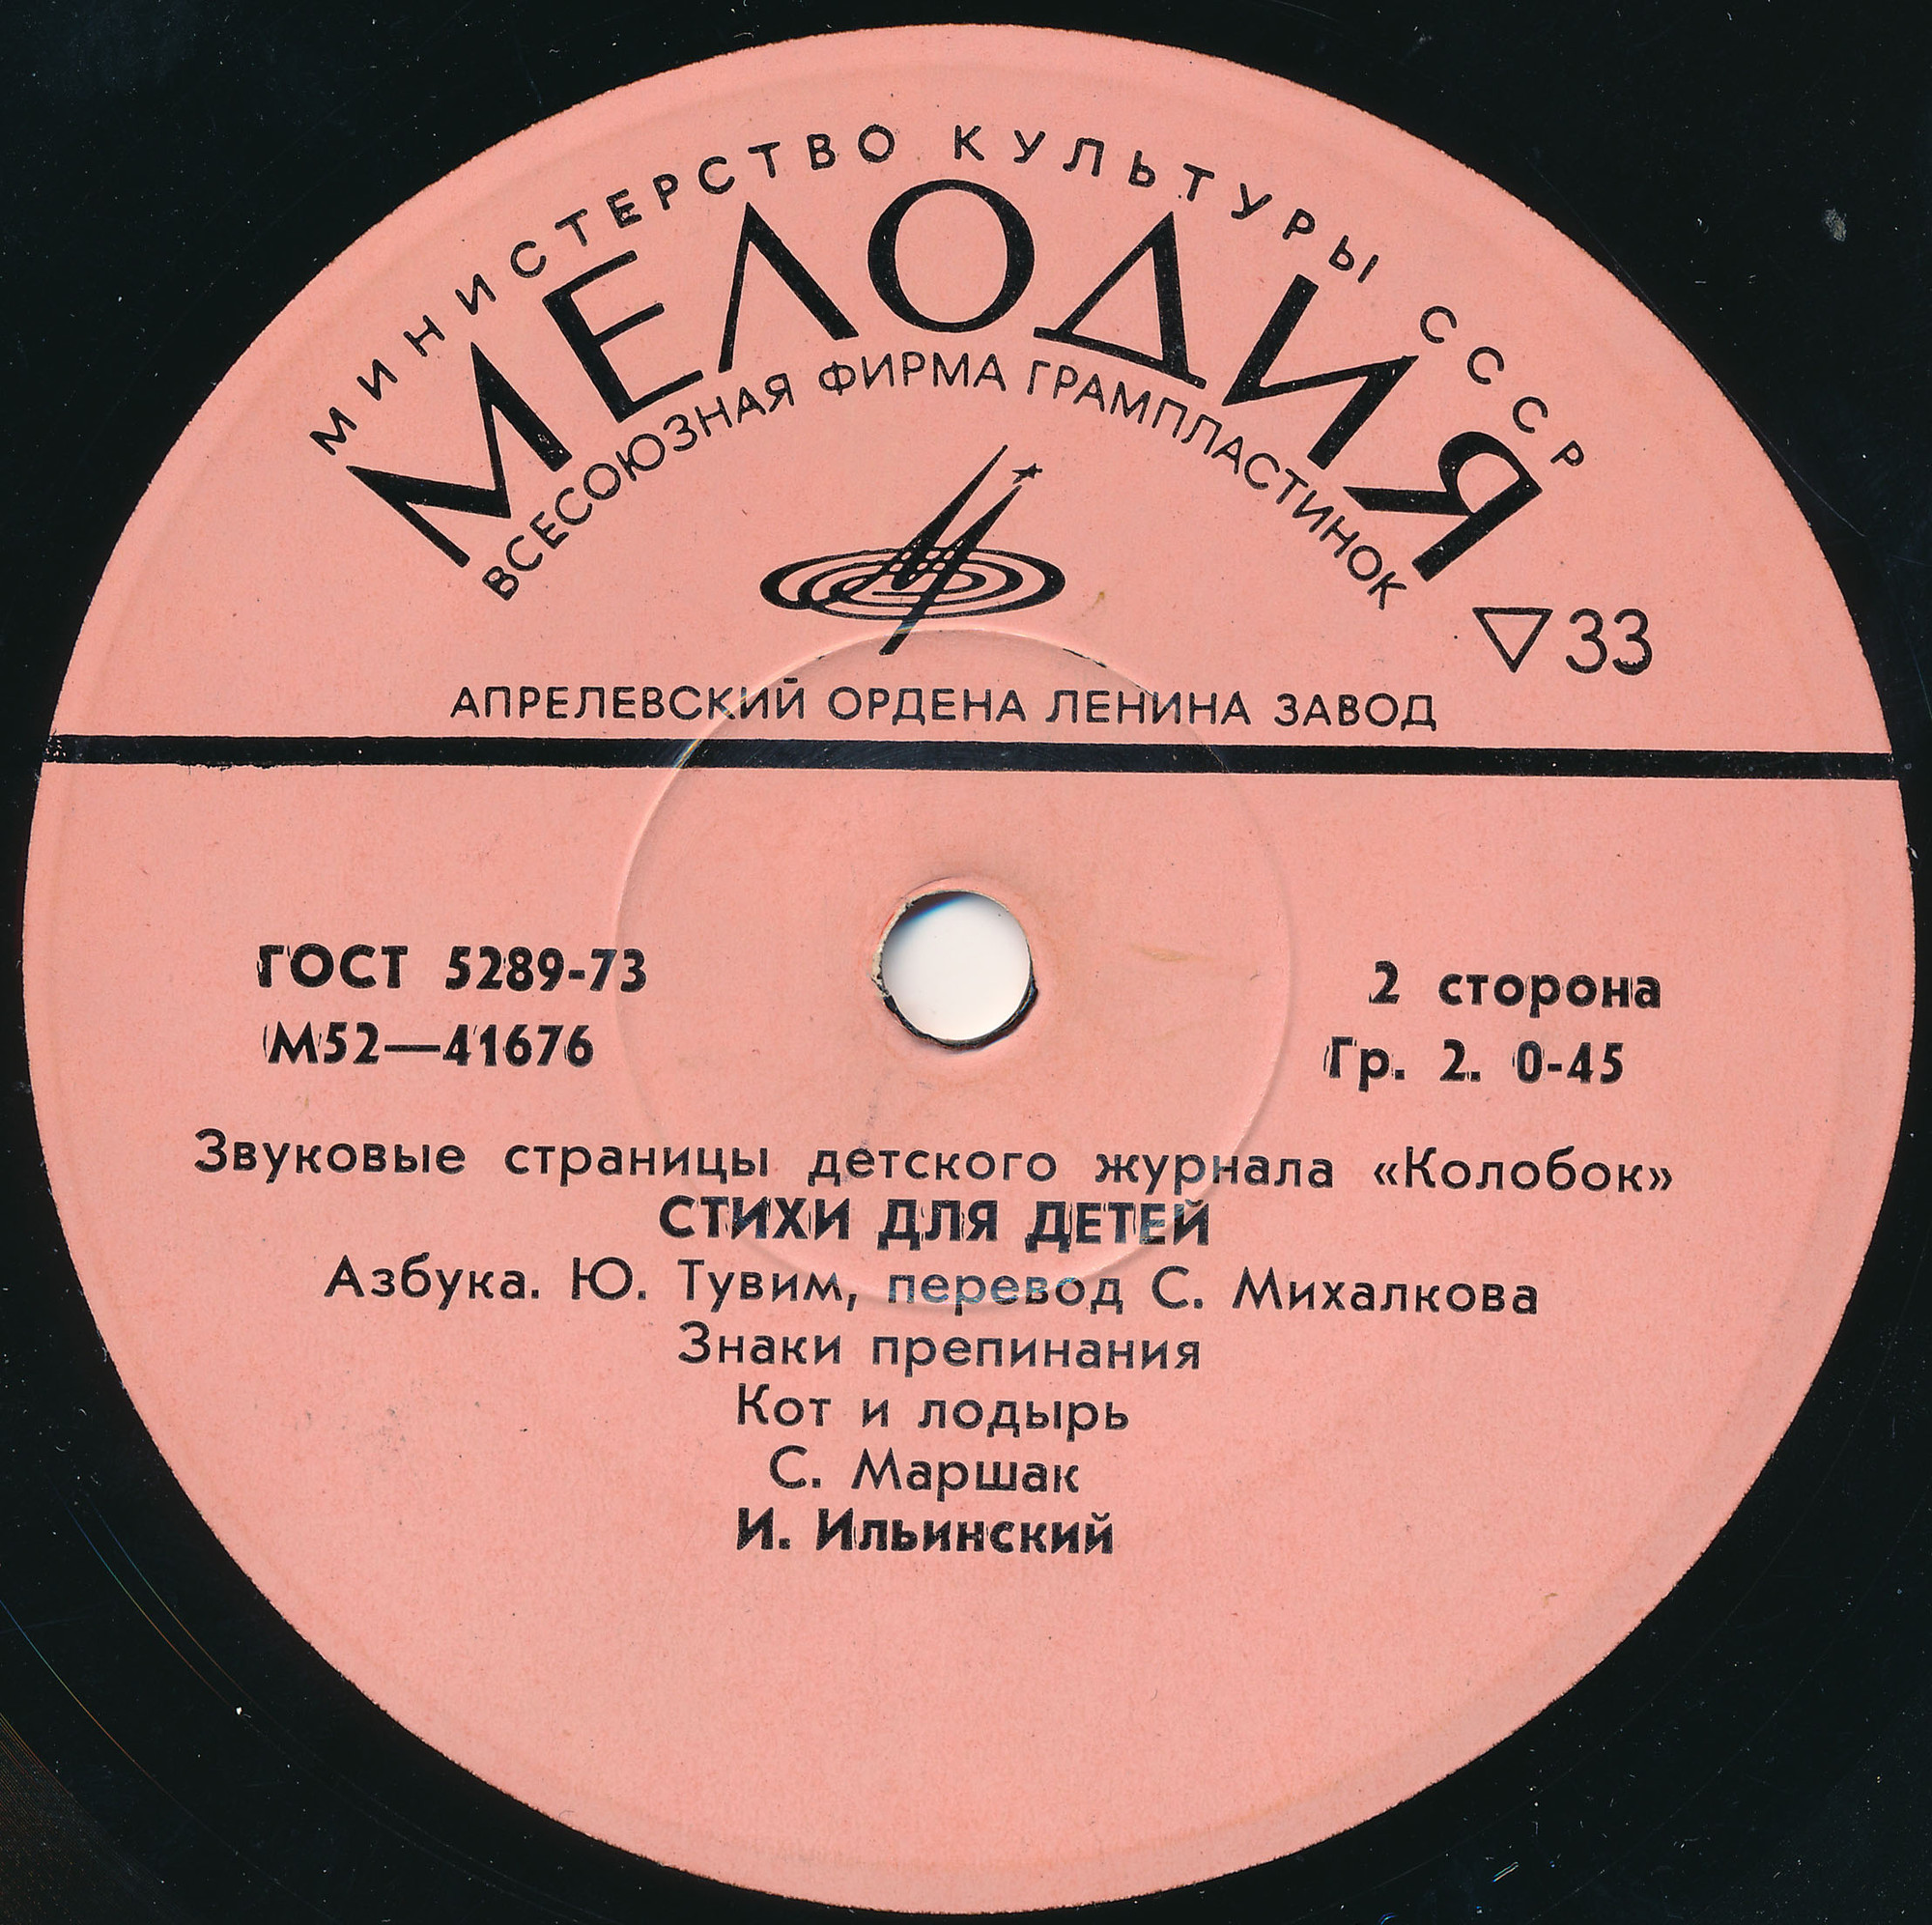 МИНИСТЕРСТВО КУЛЬТУРЫ СССР
МЕЛОДИЯ
ВСЕСОЮЗНАЯ ФИРМА ГРАМПЛАСТИНОК
▽33
АПРЕЛЕВСКИЙ ОРДЕНА ЛЕНИНА ЗАВОД
ГОСТ 5289-73
2 сторона
М52—41676
Гр. 2. 0-45
Звуковые страницы детского журнала «Колобок»
СТИХИ ДЛЯ ДЕТЕЙ
Азбука. Ю. Тувим, перевод С. Михалкова
Знаки препинания
Кот и лодырь
С. Маршак
И. Ильинский